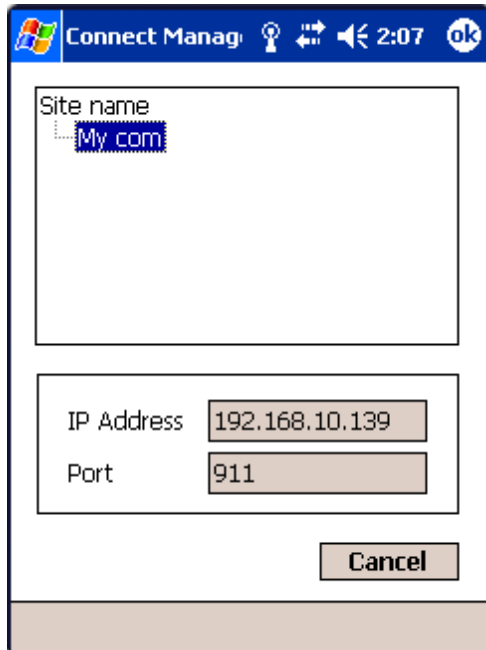 Connect Manag 2:07 ok
Site name
My com
IP Address 192.168.10.139
Port 911
Cancel